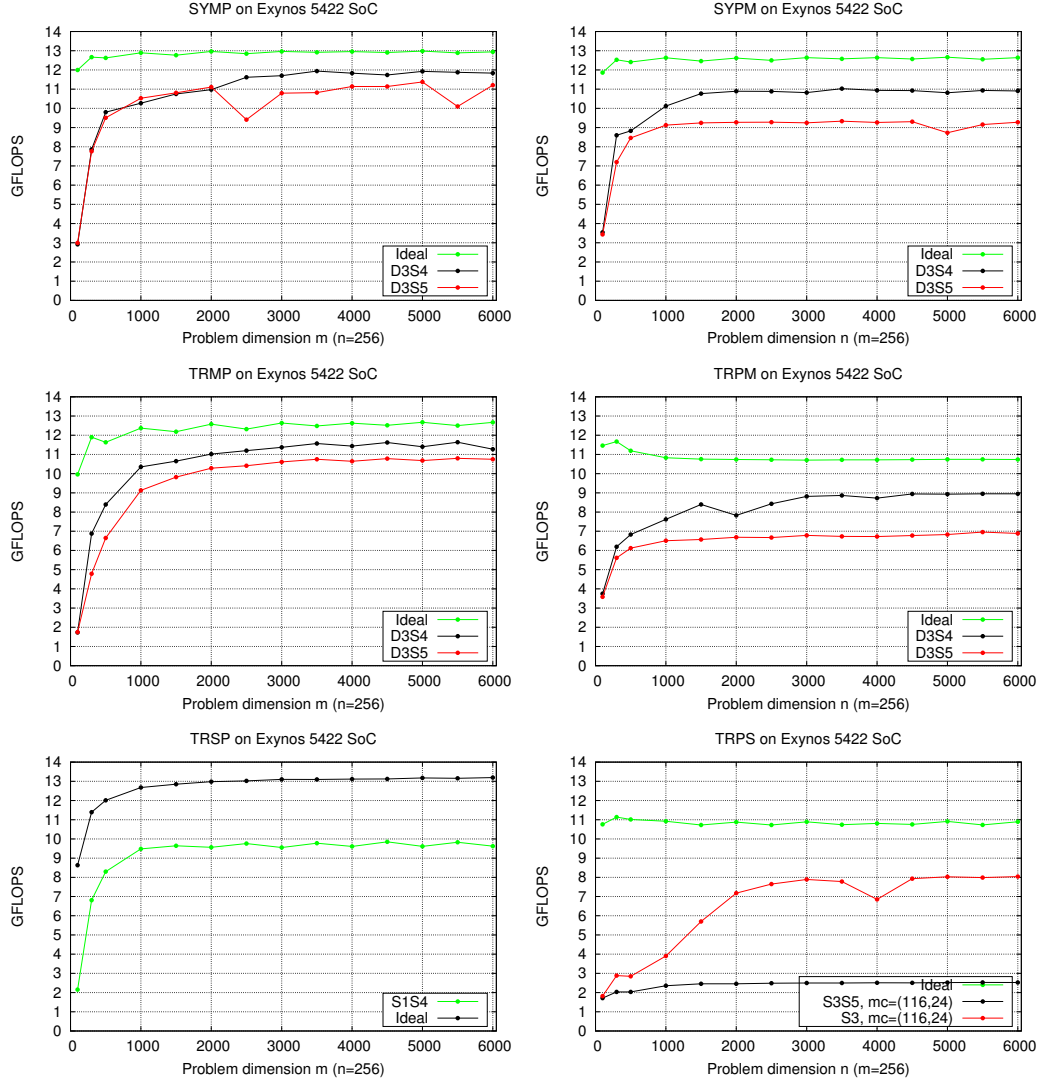 SYMP on Exynos 5422 SoC
14
13
12
11
10
9
8
7
6
5
4
3
2
1
0
GFLOPS
Ideal
D3S4
D3S5
0 1000 2000 3000 4000 5000 6000
Problem dimension m (n=256)
SYPM on Exynos 5422 SoC
14
13
12
11
10
9
8
7
6
5
4
3
2
1
0
GFLOPS
Ideal
D3S4
D3S5
0 1000 2000 3000 4000 5000 6000
Problem dimension n (m=256)
TRMP on Exynos 5422 SoC
14
13
12
11
10
9
8
7
6
5
4
3
2
1
0
GFLOPS
Ideal
D3S4
D3S5
0 1000 2000 3000 4000 5000 6000
Problem dimension m (n=256)
TRPM on Exynos 5422 SoC
14
13
12
11
10
9
8
7
6
5
4
3
2
1
0
GFLOPS
Ideal
D3S4
D3S5
0 1000 2000 3000 4000 5000 6000
Problem dimension n (m=256)
TRSP on Exynos 5422 SoC
14
13
12
11
10
9
8
7
6
5
4
3
2
1
0
GFLOPS
S1S4
Ideal
0 1000 2000 3000 4000 5000 6000
Problem dimension m (n=256)
TRPS on Exynos 5422 SoC
14
13
12
11
10
9
8
7
6
5
4
3
2
1
0
GFLOPS
Ideal
S3S5, mc=(116,24)
S3, mc=(116,24)
0 1000 2000 3000 4000 5000 6000
Problem dimension n (m=256)